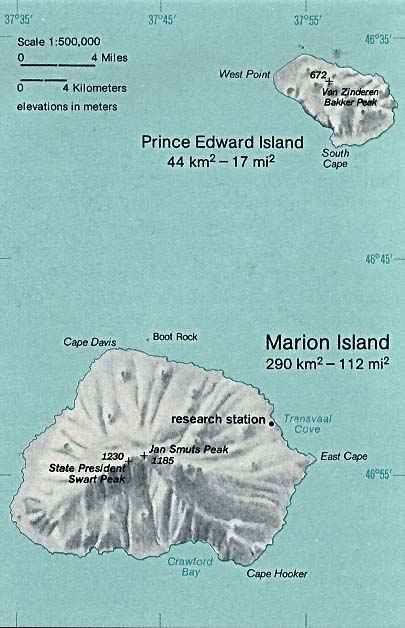 37°35'
37°45'
37°55'
46°35'
Scale 1:500,000
0 4 Miles
0 4 Kilometers
elevations in meters
West Point
672
Van Zinderen
Bakker Peak
Prince Edward Island
44 km² – 17 mi²
South
Cape
46°45'
Cape Davis
Boot Rock
Marion Island
290 km² – 112 mi²
research station
Transvaal
Cove
1230
Jan Smuts Peak
1185
State President
Swart Peak
East Cape
46°55'
Crawford
Bay
Cape Hooker